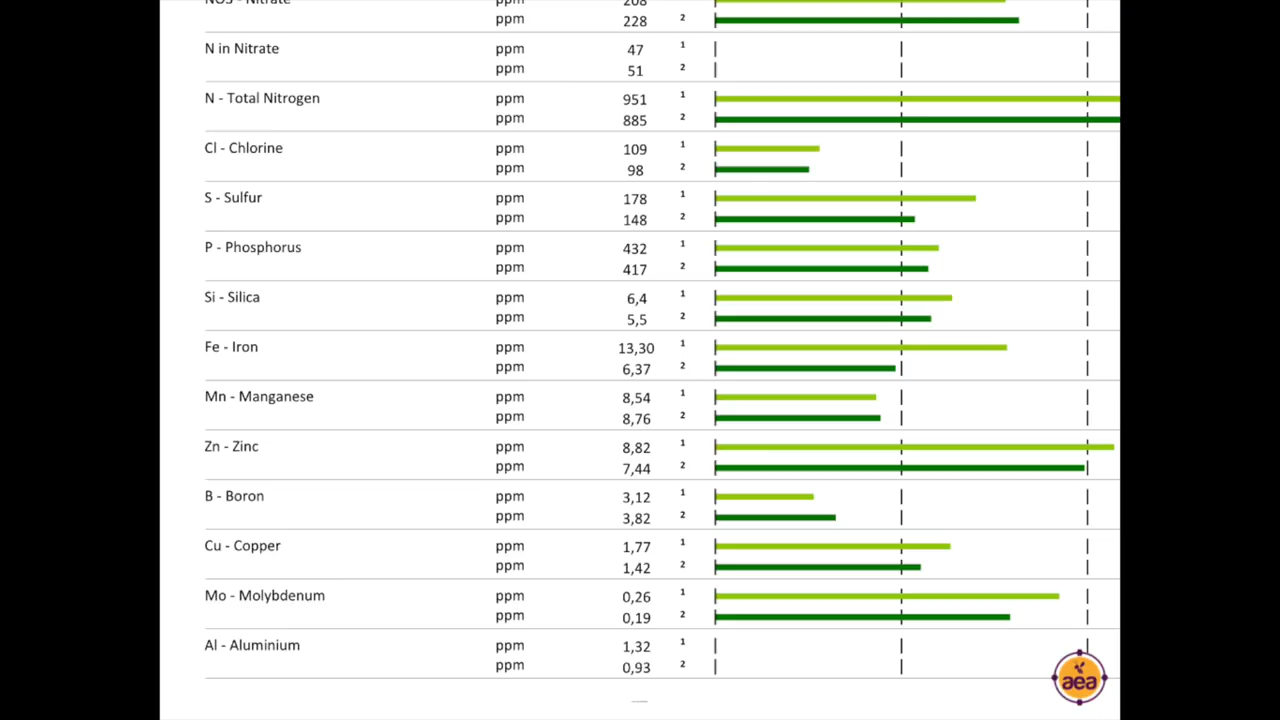 NO3 - Nitrate ppm 208
ppm 228 2
N in Nitrate ppm 47 1
ppm 51 2
N - Total Nitrogen ppm 951 1
ppm 885 2
Cl - Chlorine ppm 109 1
ppm 98 2
S - Sulfur ppm 178 1
ppm 148 2
P - Phosphorus ppm 432 1
ppm 417 2
Si - Silica ppm 6,4 1
ppm 5,5 2
Fe - Iron ppm 13,30 1
ppm 6,37 2
Mn - Manganese ppm 8,54 1
ppm 8,76 2
Zn - Zinc ppm 8,82 1
ppm 7,44 2
B - Boron ppm 3,12 1
ppm 3,82 2
Cu - Copper ppm 1,77 1
ppm 1,42 2
Mo - Molybdenum ppm 0,26 1
ppm 0,19 2
Al - Aluminium ppm 1,32 1
ppm 0,93 2
aea